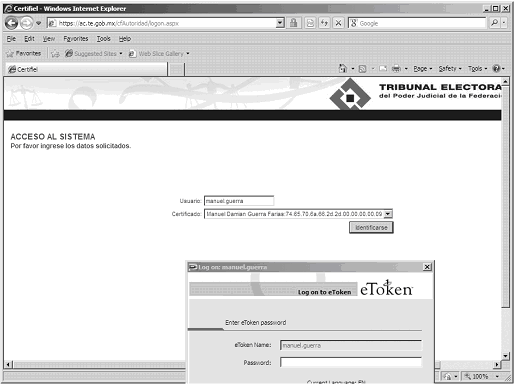 Certifiel - Windows Internet Explorer
https://ac.te.gob.mx/cfiAutoridad/logon.aspx
Google
File Edit View Favorites Tools Help
Favorites Suggested Sites Web Slice Gallery
Certifiel
Page Safety Tools
TRIBUNAL ELECTORA
del Poder Judicial de la Federació
ACCESO AL SISTEMA
Por favor ingrese los datos solicitados.
Usuario: manuel.guerra
Certificado: Manuel Damian Guerra Farias:74.65.70.6a.66.2d.2d.00.00.00.00.09
Identificarse
Log on: manuel.guerra
Log on to eToken eToken
Enter eToken password
eToken Name: manuel.guerra
Password:
Current Language: EN
100%